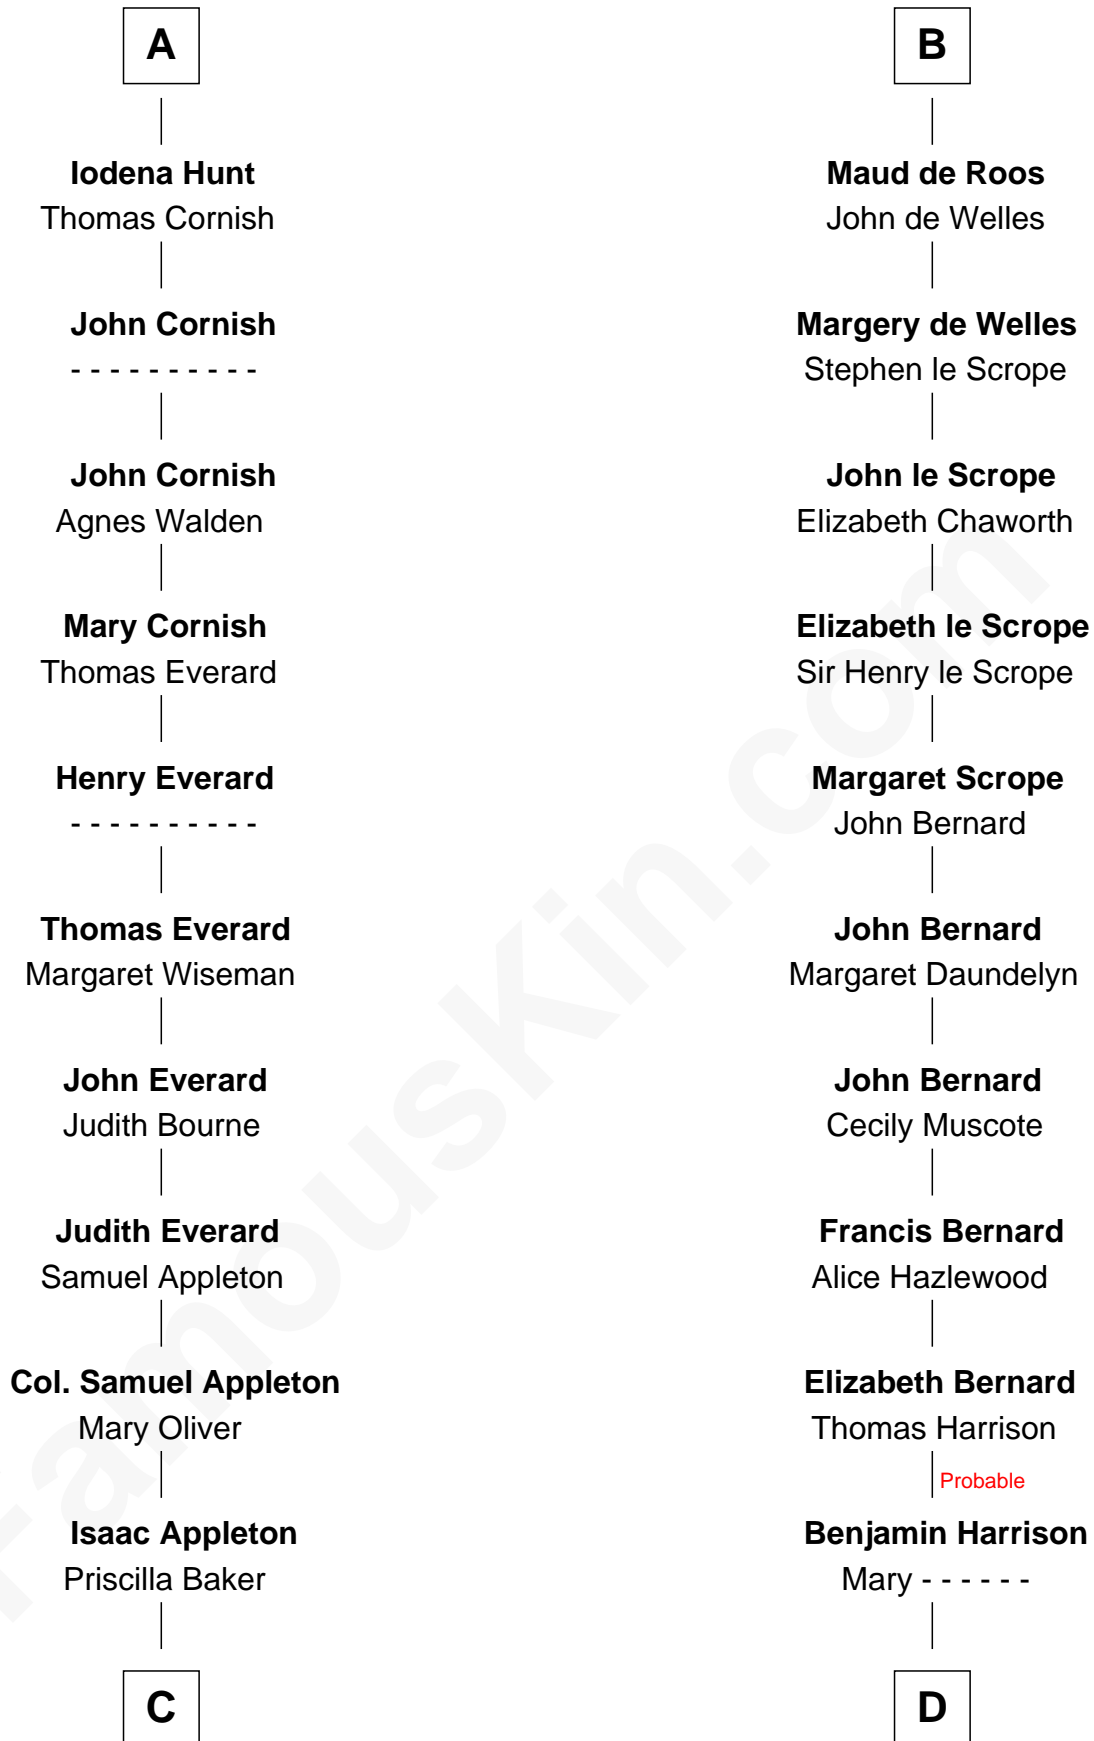 A
Iodena Hunt
Thomas Cornish
John Cornish
- - - - - - - - - -
John Cornish
Agnes Walden
Mary Cornish
Thomas Everard
Henry Everard
- - - - - - - - - -
Thomas Everard
Margaret Wiseman
John Everard
Judith Bourne
Judith Everard
Samuel Appleton
Col. Samuel Appleton
Mary Oliver
Isaac Appleton
Priscilla Baker
C
B
Maud de Roos
John de Welles
Margery de Welles
Stephen le Scrope
John le Scrope
Elizabeth Chaworth
Elizabeth le Scrope
Sir Henry le Scrope
Margaret Scrope
John Bernard
John Bernard
Margaret Daundelyn
John Bernard
Cecily Muscote
Francis Bernard
Alice Hazlewood
Elizabeth Bernard
Thomas Harrison
Probable
Benjamin Harrison
Mary - - - - - -
D
FamousKin.com